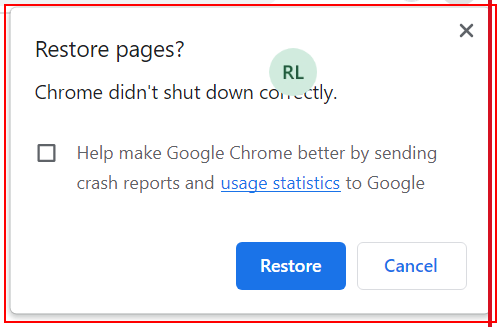 Restore pages?
RL
Chrome didn't shut down correctly.
Help make Google Chrome better by sending
crash reports and usage statistics to Google
Restore
Cancel